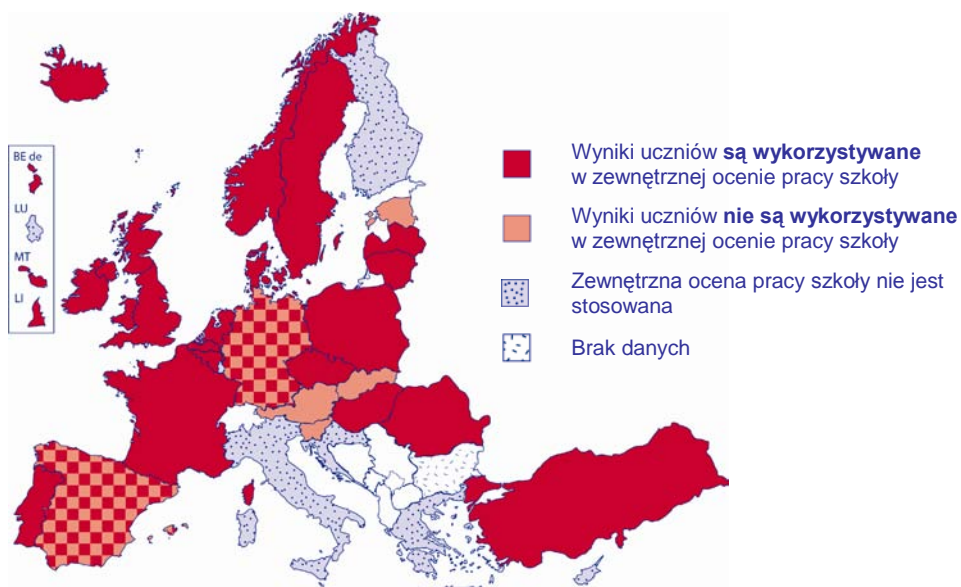 BE de
LU
MT
LI
Wyniki uczniów są wykorzystywane
w zewnętrznej ocenie pracy szkoły
Wyniki uczniów nie są wykorzystywane
w zewnętrznej ocenie pracy szkoły
Zewnętrzna ocena pracy szkoły nie jest
stosowana
Brak danych